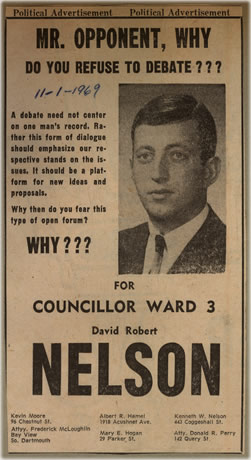 Political Advertisement    Political Advertisement
MR. OPPONENT, WHY
DO YOU REFUSE TO DEBATE???
11-1-1969
A debate need not center
on one man's record. Ra-
ther this form of dialogue
should emphasize our re-
spective stands on the is-
sues. It should be a plat-
form for new ideas and
proposals.
Why then do you fear this
type of open forum?
WHY???
FOR
COUNCILLOR WARD 3
David Robert
NELSON
Kevin Moore
96 Chestnut St.
Attyy. Frederick McLaughlin
Bay View
So. Dartmouth
Albert R. Hamel
1918 Acushnet Ave.
Mary E. Hogan
29 Parker St.
Kenneth W. Nelson
443 Coggeshall St.
Atty. Donald R. Perry
142 Query St